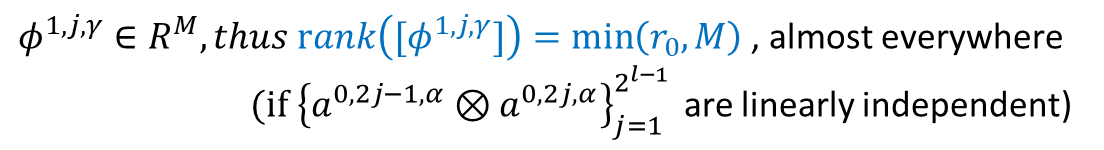 𝜙^{1,j,γ} ∈ R^M, thus rank([𝜙^{1,j,γ}]) = min(r_0, M) , almost everywhere
(if {a^{0,2j−1,α} ⊗ a^{0,2j,α}}_{j=1}^{2^{l−1}} are linearly independent)